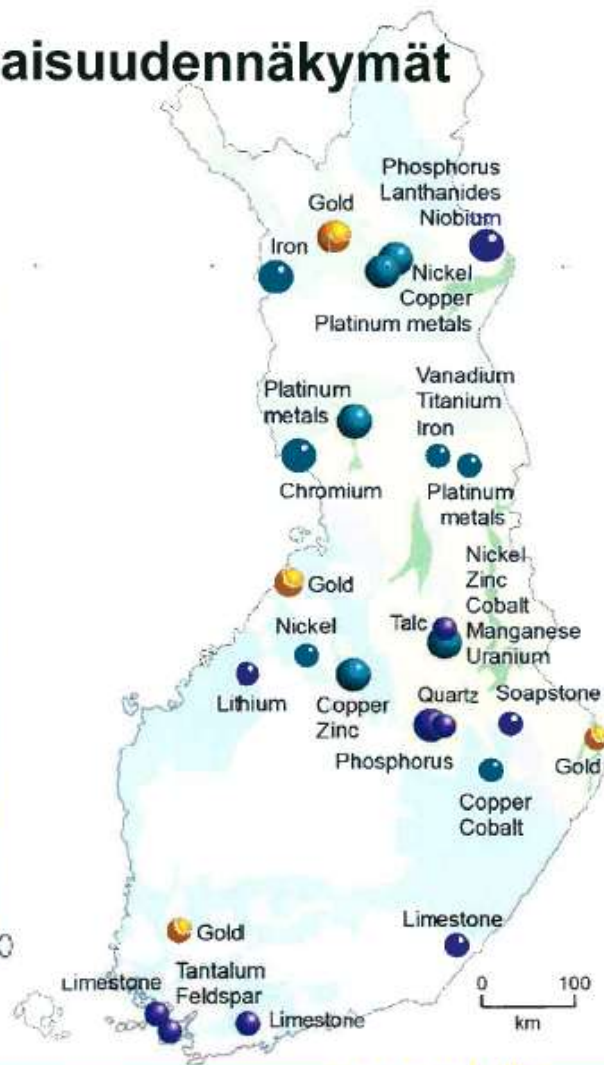 aisuudennäkymät
Phosphorus
Lanthanides
Niobium
Gold
Iron
Nickel
Copper
Platinum metals
Vanadium
Titanium
Iron
Platinum
metals
Chromium
Platinum
metals
Nickel
Zinc
Cobalt
Manganese
Uranium
Gold
Talc
Nickel
Lithium
Copper
Zinc
Quartz
Soapstone
Phosphorus
Gold
Copper
Cobalt
Limestone
Gold
Limestone
Tantalum
Feldspar
Limestone
0 100
km